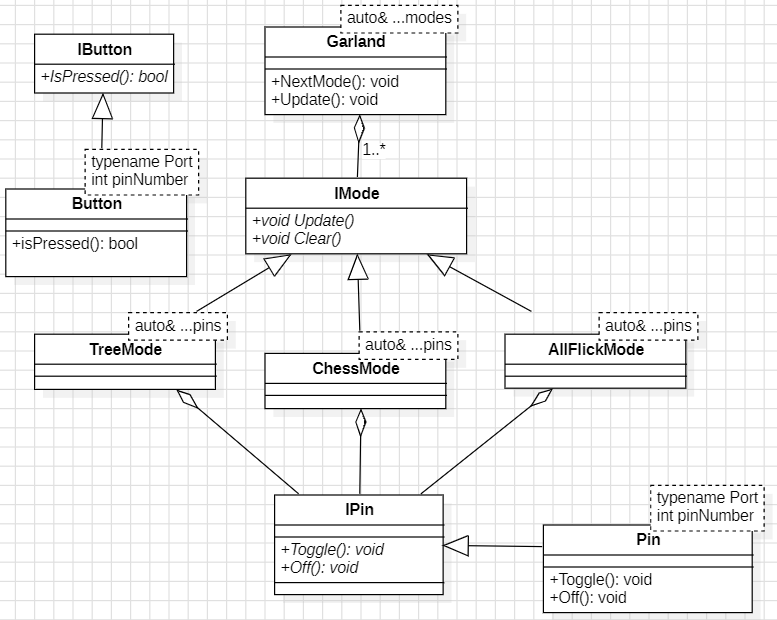 IButton
+IsPressed(): bool
auto& ...modes
Garland
+NextMode(): void
+Update(): void
1..*
typename Port
int pinNumber
Button
+isPressed(): bool
IMode
+void Update()
+void Clear()
auto& ...pins
TreeMode
auto& ...pins
ChessMode
auto& ...pins
AllFlickMode
IPin
+Toggle(): void
+Off(): void
typename Port
int pinNumber
Pin
+Toggle(): void
+Off(): void